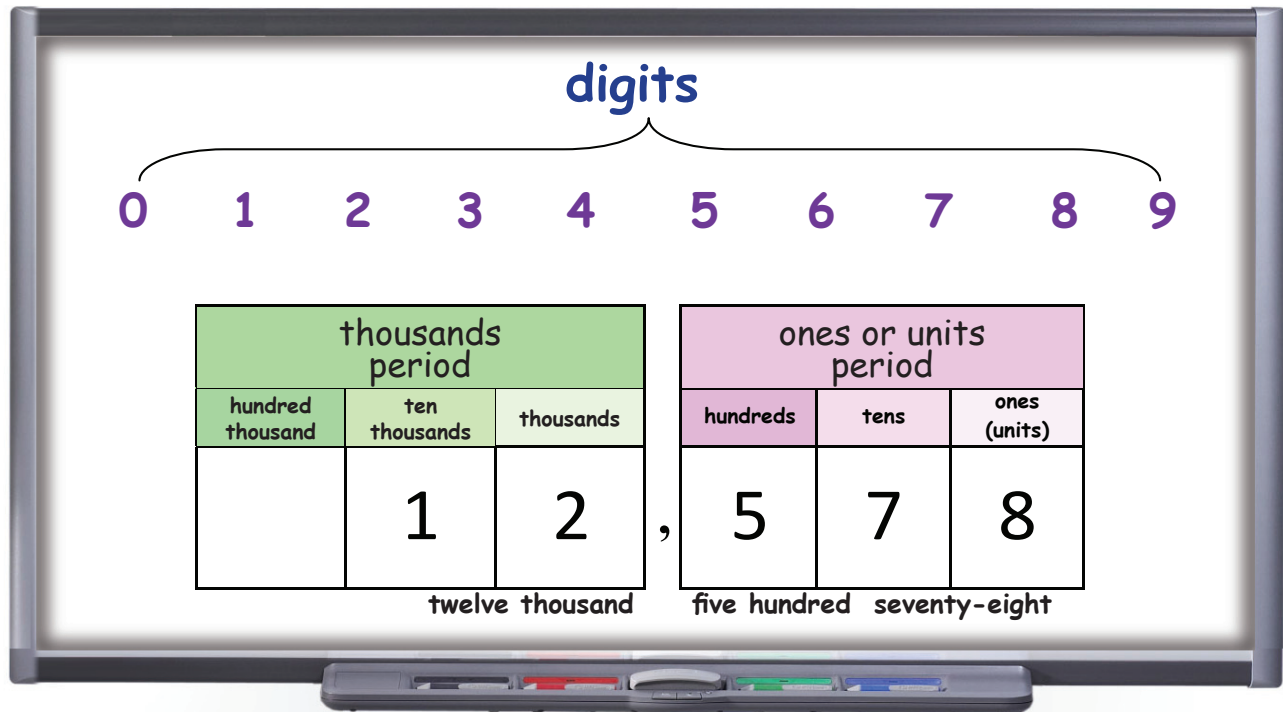 digits
0 1 2 3 4 5 6 7 8 9
thousands
period
ones or units
period
hundred
thousand
ten
thousands
thousands
hundreds
tens
ones
(units)
1 2 , 5 7 8
twelve thousand five hundred seventy-eight